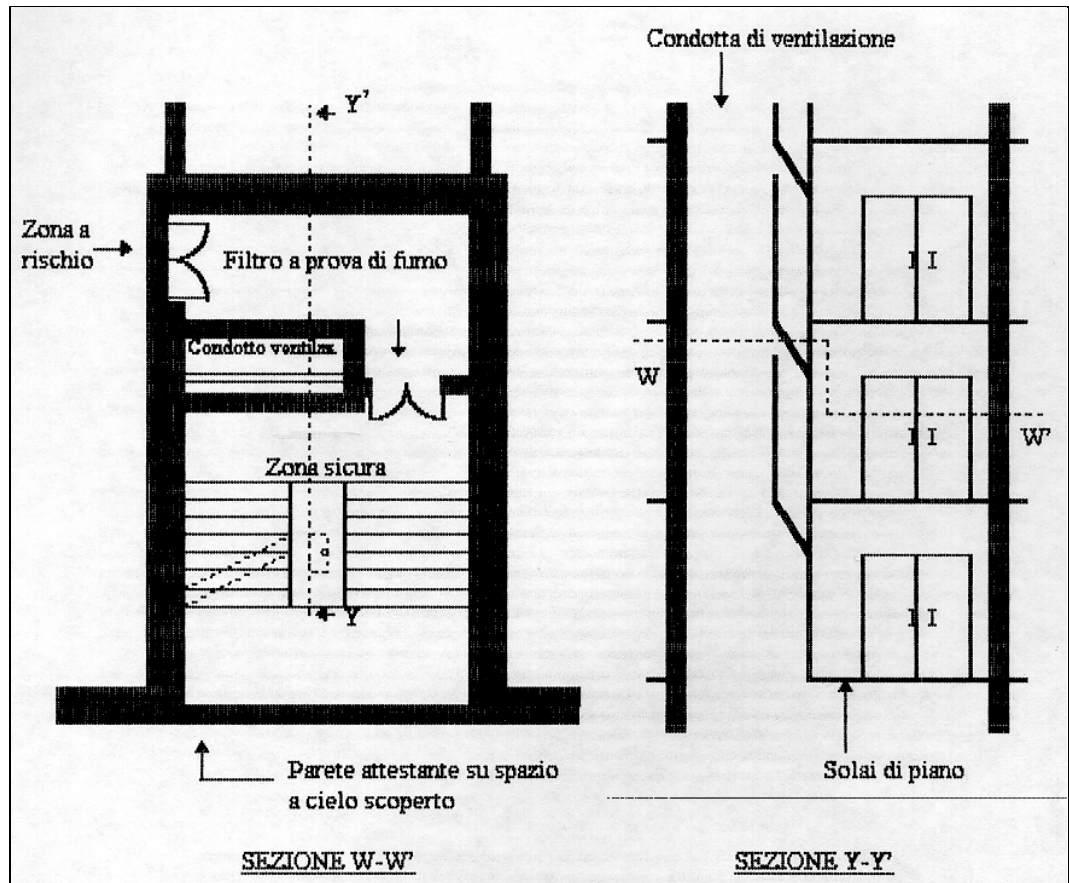 Condotta di ventilazione
Y'
Zona a
rischio
Filtro a prova di fumo
Condotto ventilaz.
Zona sicura
a
Y
Parete attestante su spazio
a cielo scoperto
SEZIONE W-W'
I I
W
I I
W'
I I
Solai di piano
SEZIONE Y-Y'